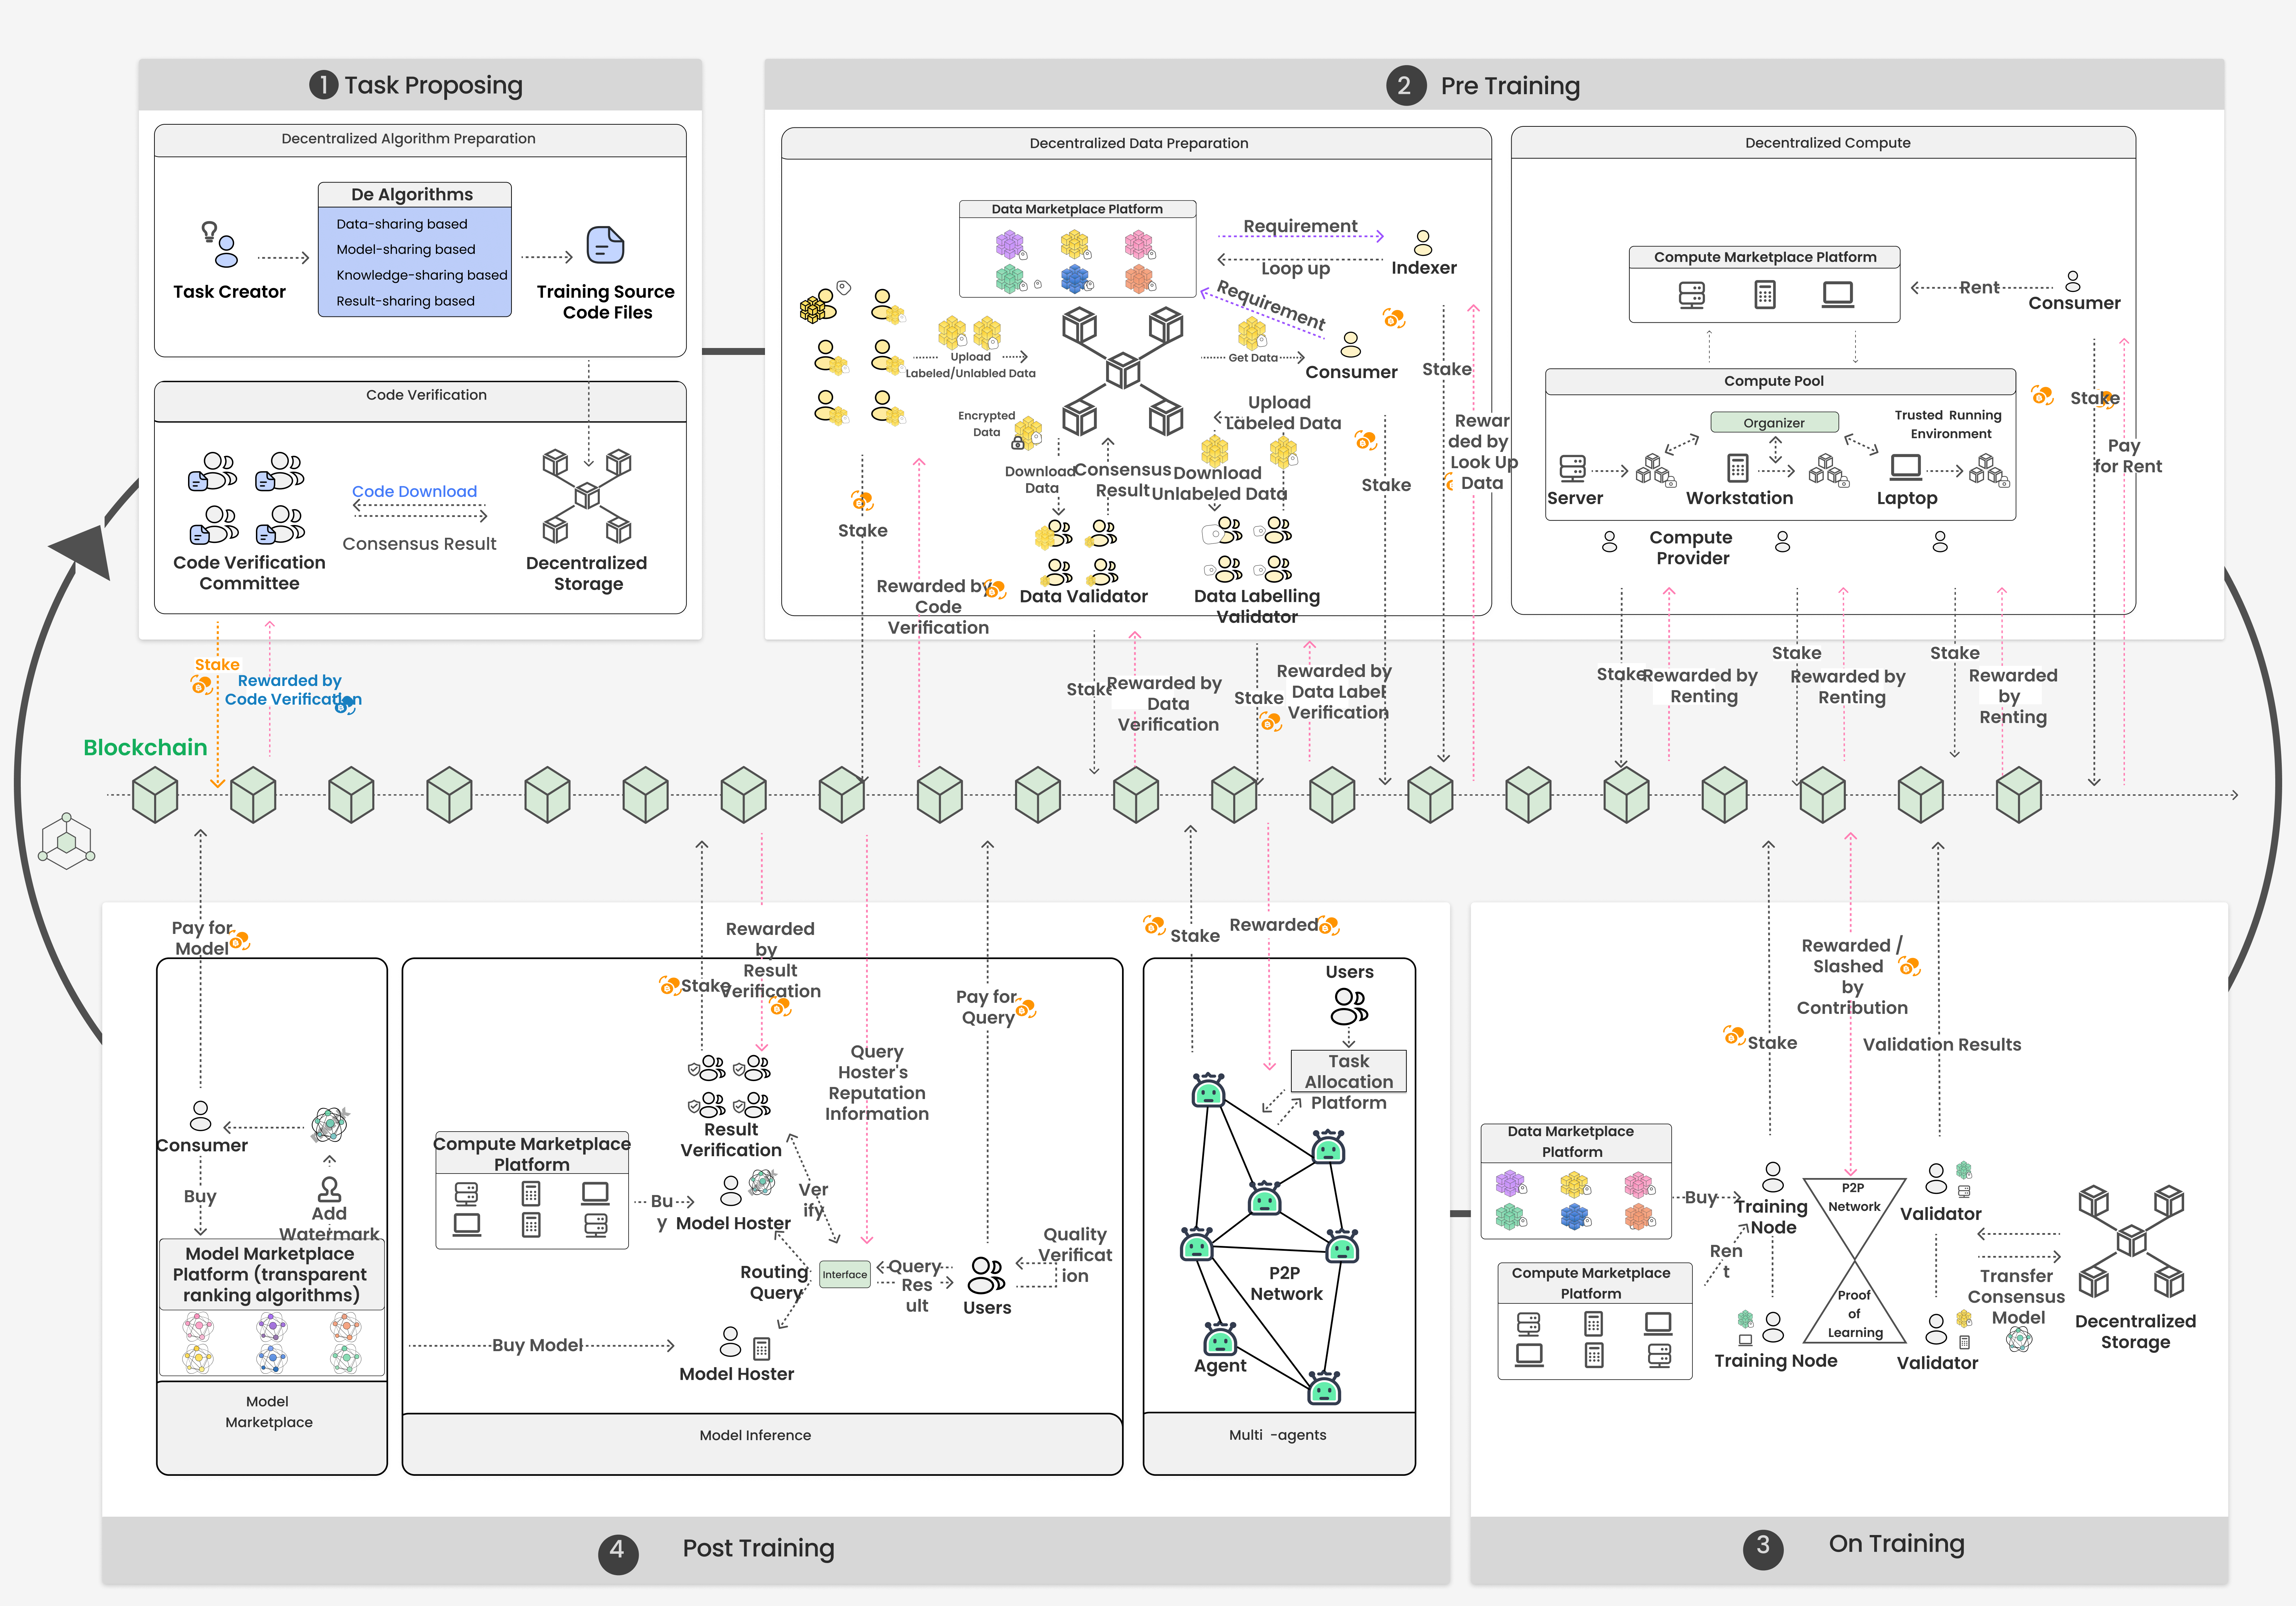 1 Task Proposing
Decentralized Algorithm Preparation
De Algorithms
Data-sharing based
Model-sharing based
Knowledge-sharing based
Result-sharing based
Task Creator
Training Source
Code Files
Code Verification
Code Download
Consensus Result
Code Verification
Committee
Decentralized
Storage
Stake
Rewarded by
Code Verification
2 Pre Training
Decentralized Data Preparation
Data Marketplace Platform
Requirement
Loop up
Indexer
Requirement
Upload
Labeled/Unlabled Data
Get Data
Consumer
Stake
Encrypted
Data
Upload
Labeled Data
Download
Data
Consensus
Result
Download
Unlabeled Data
Stake
Rewar
ded by
Look Up
Data
Stake
Data Validator
Data Labelling
Validator
Rewarded by
Code
Verification
Stake
Rewarded by
Data
Verification
Stake
Rewarded by
Data Label
Verification
Decentralized Compute
Compute Marketplace Platform
Rent
Consumer
Compute Pool
Organizer
Trusted Running
Environment
Server
Workstation
Laptop
Compute
Provider
Stake
Pay
for Rent
Stake
Rewarded by
Renting
Stake
Rewarded by
Renting
Stake
Rewarded
by
Renting
Blockchain
Pay for
Model
Consumer
Buy
Add
Watermark
Model Marketplace
Platform (transparent
ranking algorithms)
Model
Marketplace
Stake
Rewarded
by
Result
Verification
Query
Hoster's
Reputation
Information
Pay for
Query
Result
Verification
Compute Marketplace
Platform
Bu
y
Model Hoster
Ver
ify
Routing
Query
Interface
Query
Res
ult
Users
Quality
Verificat
ion
Buy Model
Model Hoster
Model Inference
Stake
Rewarded
Users
Task
Allocation
Platform
P2P
Network
Agent
Multi -agents
4 Post Training
Rewarded /
Slashed
by
Contribution
Stake
Validation Results
Data Marketplace
Platform
Buy
Training
Node
P2P
Network
Validator
Ren
t
Compute Marketplace
Platform
Proof
of
Learning
Training Node
Validator
Transfer
Consensus
Model
Decentralized
Storage
3 On Training